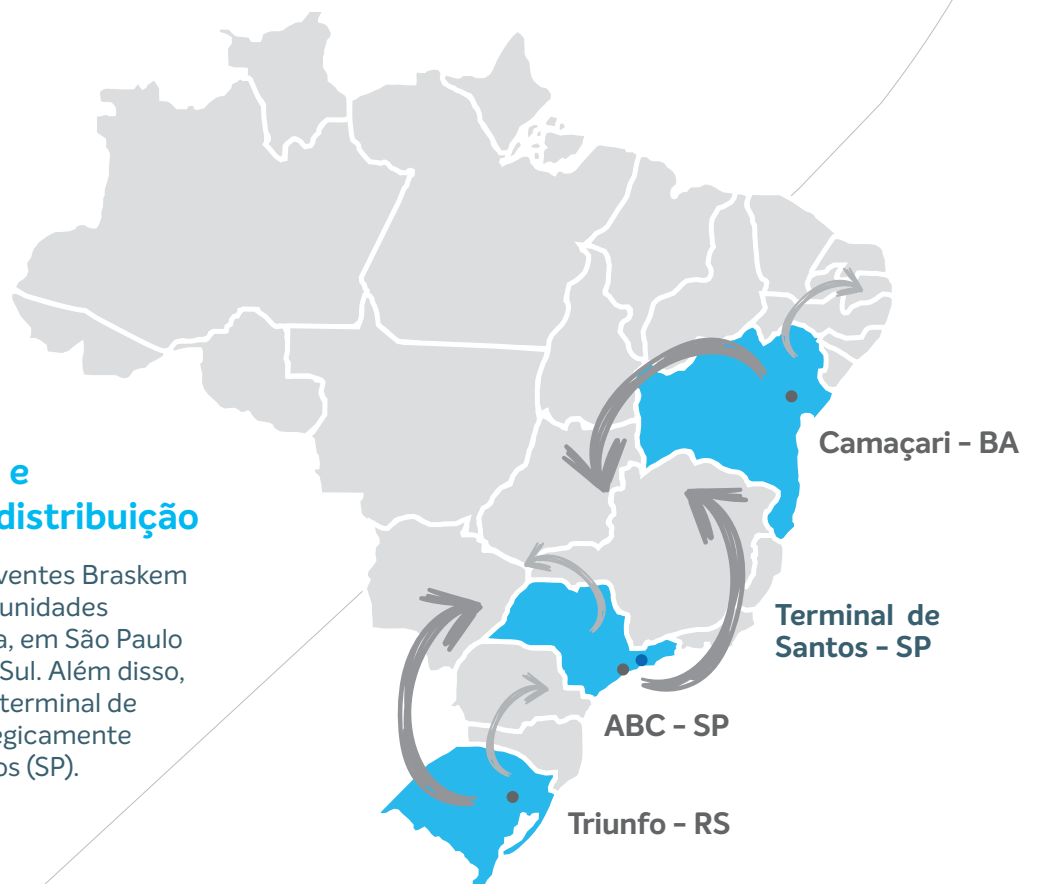 e
distribuição
ventes Braskem
unidades
a, em São Paulo
Sul. Além disso,
terminal de
egicamente
os (SP).
Camaçari – BA
Terminal de
Santos – SP
ABC – SP
Triunfo – RS